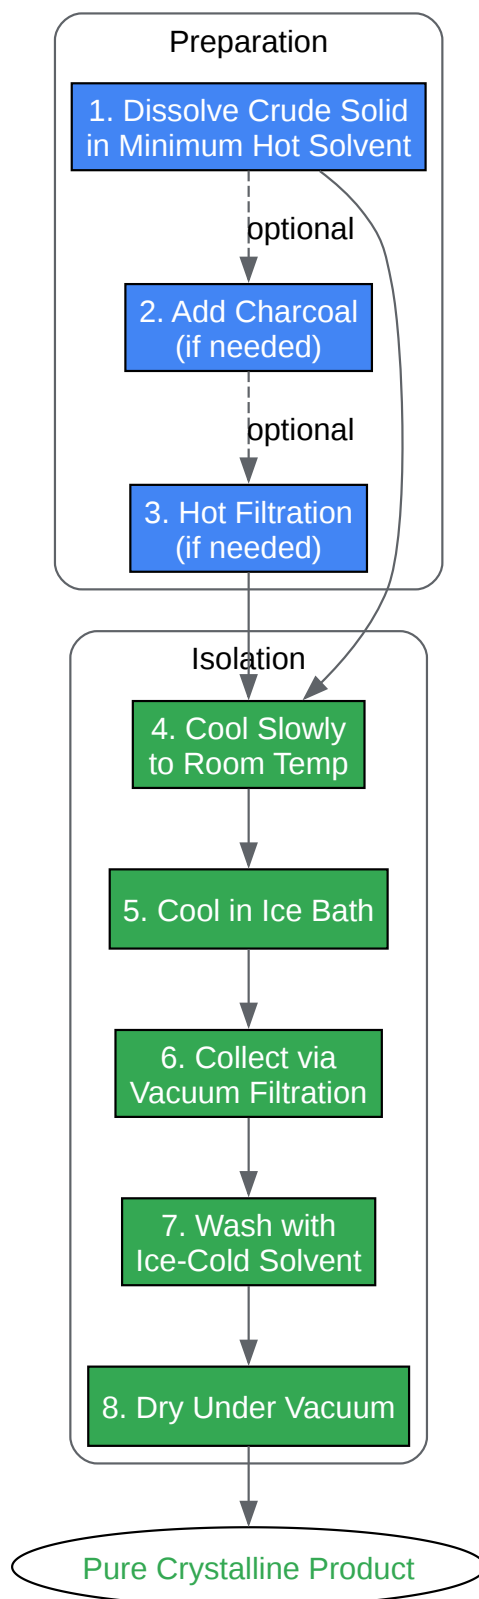 Preparation
1. Dissolve Crude Solid
in Minimum Hot Solvent
optional
2. Add Charcoal
(if needed)
optional
3. Hot Filtration
(if needed)
Isolation
4. Cool Slowly
to Room Temp
5. Cool in Ice Bath
6. Collect via
Vacuum Filtration
7. Wash with
Ice-Cold Solvent
8. Dry Under Vacuum
Pure Crystalline Product